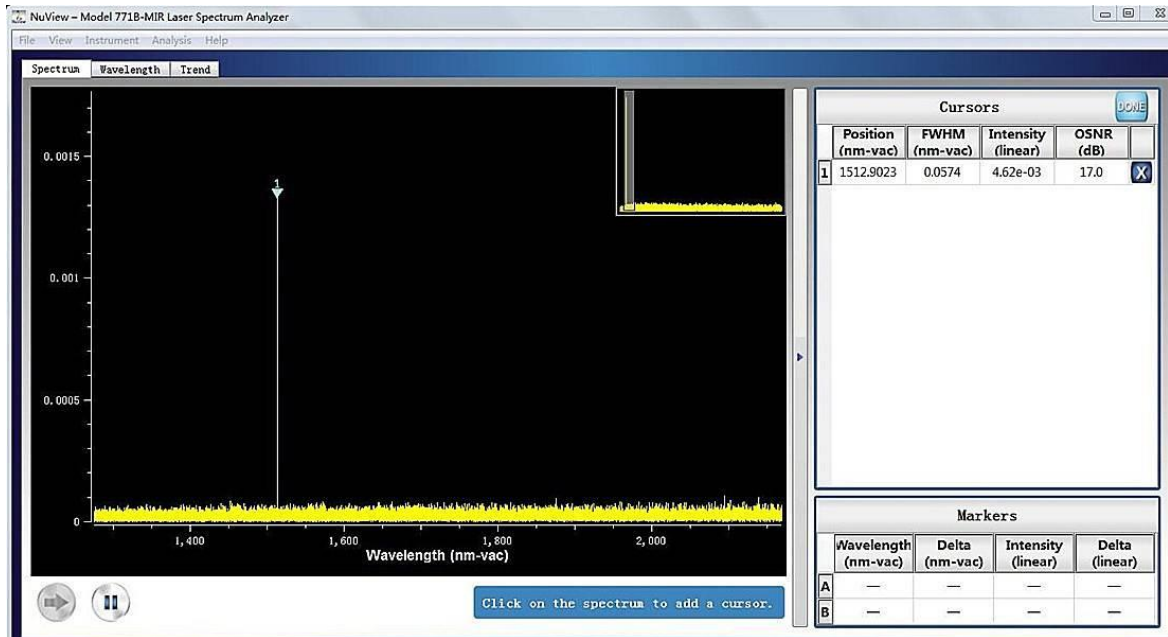 NuView – Model 771B-MIR Laser Spectrum Analyzer
File View Instrument Analysis Help
Spectrum Wavelength Trend
0.0015
0.001
0.0005
0
1
1,400 1,600 1,800 2,000
Wavelength (nm-vac)
Click on the spectrum to add a cursor.
Cursors DONE
Position (nm-vac) FWHM (nm-vac) Intensity (linear) OSNR (dB)
1 1512.9023 0.0574 4.62e-03 17.0 X
Markers
Wavelength (nm-vac) Delta (nm-vac) Intensity (linear) Delta (linear)
A — — — —
B — — — —